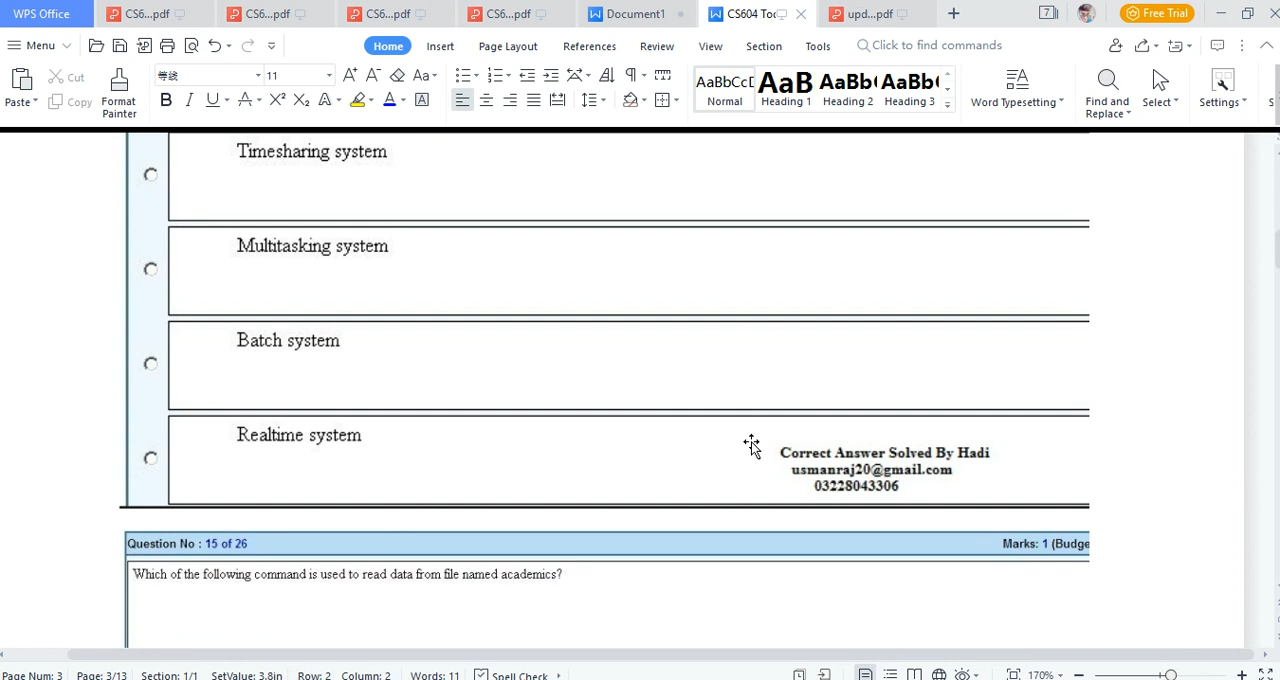 WPS Office CS6...pdf CS6...pdf CS6...pdf CS6...pdf Document1 CS604 Too upd...pdf 7 Free Trial
Menu Home Insert Page Layout References Review View Section Tools Click to find commands
Paste Cut Copy Format Painter 等线 11 AaBbCcD Normal AaB Heading 1 AaBb Heading 2 AaBb Heading 3 Word Typesetting Find and Replace Select Settings S
Timesharing system
Multitasking system
Batch system
Realtime system
Correct Answer Solved By Hadi
usmanraj20@gmail.com
03228043306
Question No : 15 of 26 Marks: 1 (Budge
Which of the following command is used to read data from file named academics?
Page Num: 3 Page: 3/13 Section: 1/1 SetValue: 3.8in Row: 2 Column: 2 Words: 11 Spell Check 170%